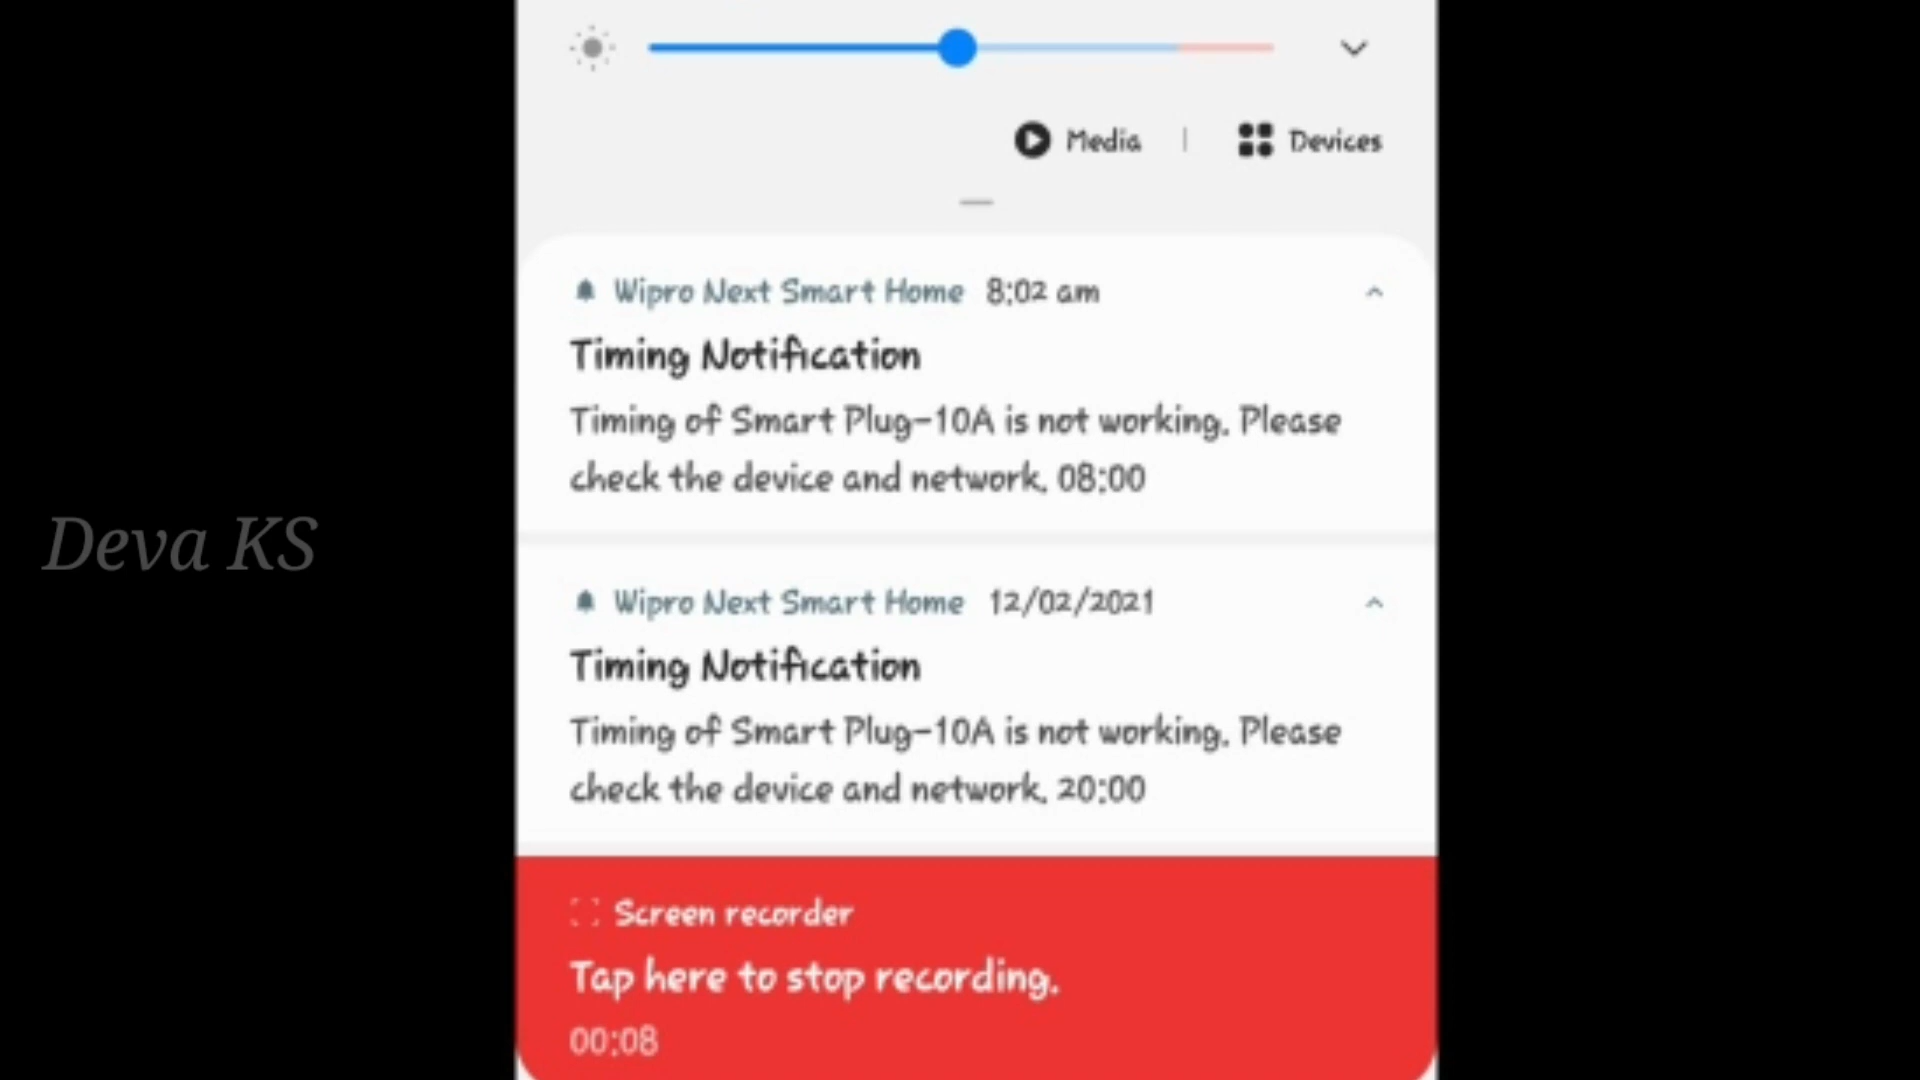 Media | Devices
Wipro Next Smart Home 8:02 am
Timing Notification
Timing of Smart Plug-10A is not working. Please
check the device and network. 08:00
Deva KS
Wipro Next Smart Home 12/02/2021
Timing Notification
Timing of Smart Plug-10A is not working. Please
check the device and network. 20:00
Screen recorder
Tap here to stop recording.
00:08